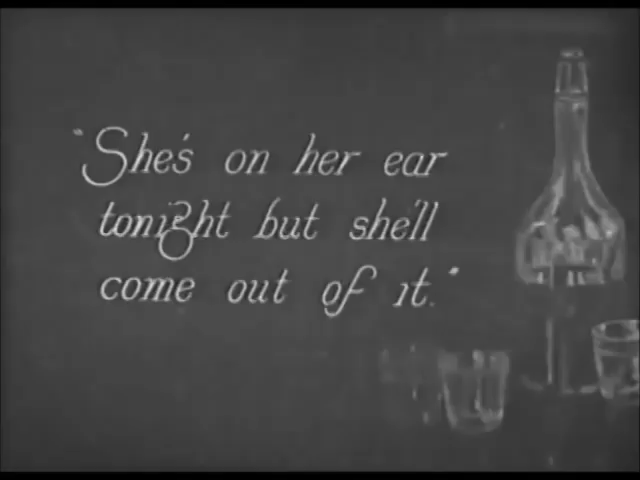 "She's on her ear
tonight but she'll
come out of it."